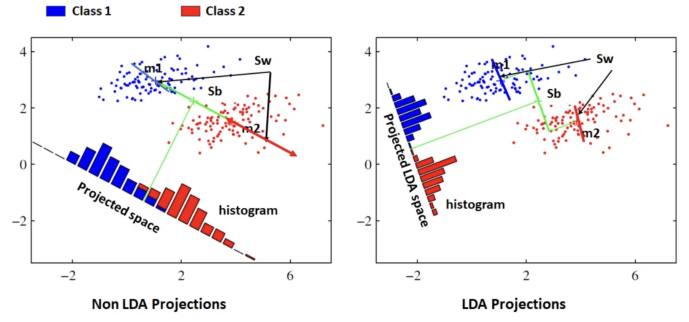 Class 1
Class 2
4
2
0
−2
−2
2
6
m1
Sw
Sb
m2
Projected space
histogram
Non LDA Projections
4
2
0
−2
−2
2
6
m1
Sw
Sb
m2
Projected LDA space
histogram
LDA Projections